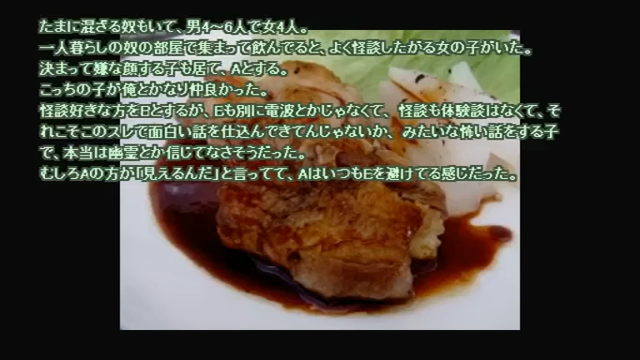 たまに混ざる奴もいて、男4～6人で女4人。
一人暮らしの奴の部屋で集まって飲んでると、よく怪談したがる女の子がいた。
決まって嫌な顔する子も居て、Aとする。
こっちの子が俺とかなり仲良かった。
怪談好きな方をEとするが、Eも別に電波とかじゃなくて、怪談も体験談はなくて、そ
れこそこのスレで面白い話を仕込んできてんじゃないか、みたいな怖い話をする子
で、本当は幽霊とか信じてなさそうだった。
むしろAの方が「見えるんだ」と言ってて、AはいつもEを避けてる感じだった。